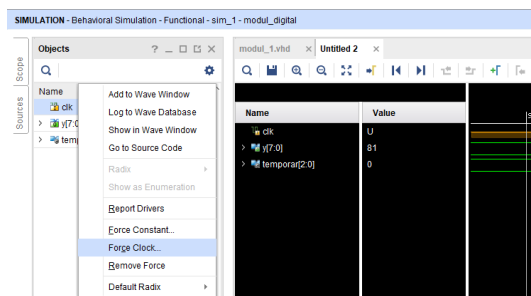 SIMULATION - Behavioral Simulation - Functional - sim_1 - modul_digital
Scope
Sources
Objects
Name
clk
y[7:0
temp
Add to Wave Window
Log to Wave Database
Show in Wave Window
Go to Source Code
Radix
Show as Enumeration
Report Drivers
Force Constant...
Force Clock...
Remove Force
Default Radix
modul_1.vhd
Untitled 2
Name Value
clk U
y[7:0] 81
temporar[2:0] 0